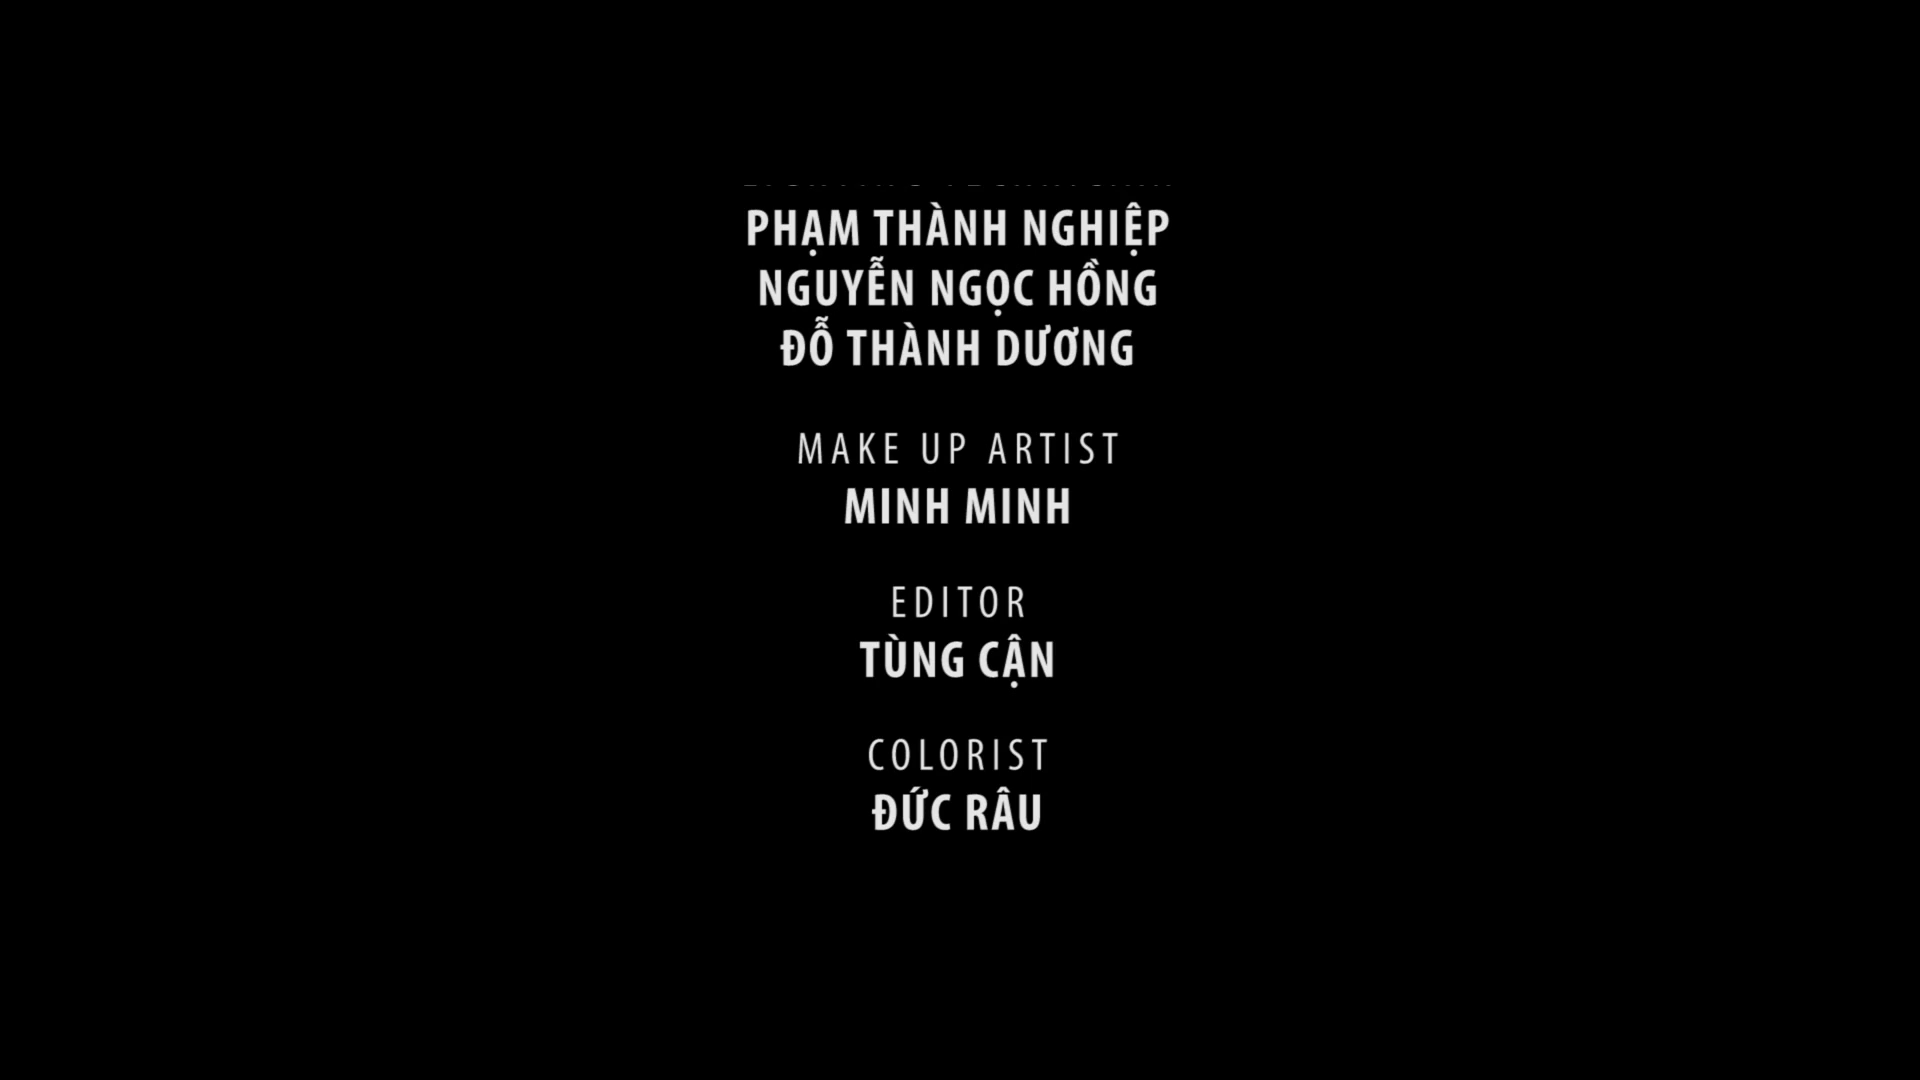 PHẠM THÀNH NGHIỆP
NGUYỄN NGỌC HỒNG
ĐỖ THÀNH DƯƠNG
MAKE UP ARTIST
MINH MINH
EDITOR
TÙNG CẬN
COLORIST
ĐỨC RÂU